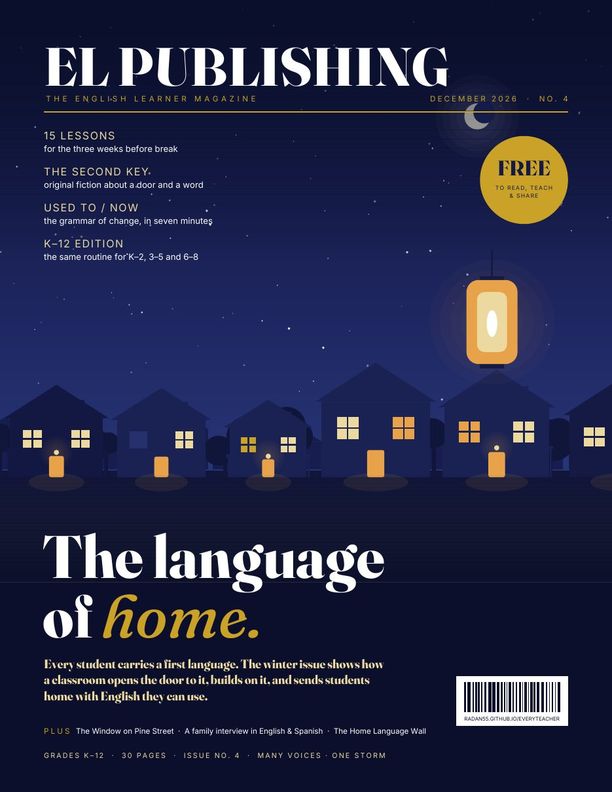 EL PUBLISHING
THE ENGLISH LEARNER MAGAZINE
DECEMBER 2026 · NO. 4
15 LESSONS
for the three weeks before break
THE SECOND KEY
original fiction about a door and a word
USED TO / NOW
the grammar of change, in seven minutes
K–12 EDITION
the same routine for K–2, 3–5 and 6–8
FREE
TO READ, TEACH
& SHARE
The language
of home.
Every student carries a first language. The winter issue shows how
a classroom opens the door to it, builds on it, and sends students
home with English they can use.
RADAN55.GITHUB.IO/EVERYTEACHER
PLUS The Window on Pine Street · A family interview in English & Spanish · The Home Language Wall
GRADES K–12 · 30 PAGES · ISSUE NO. 4 · MANY VOICES · ONE STORM